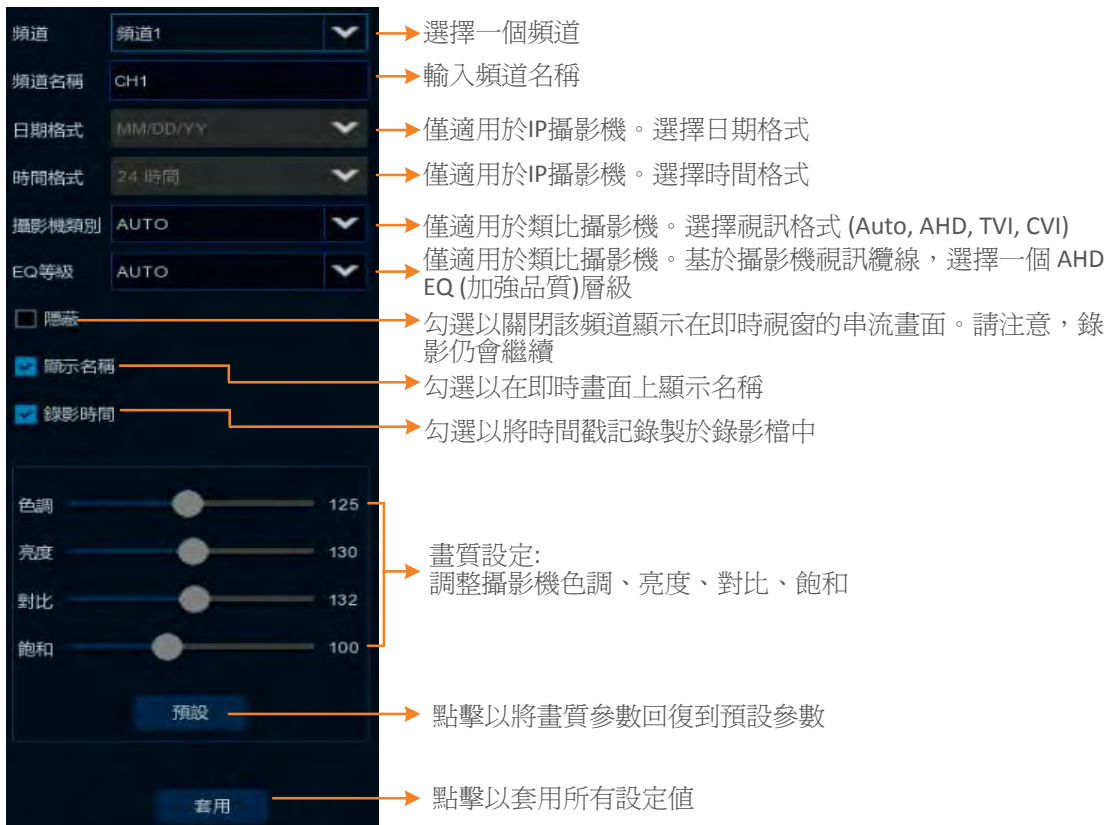 頻道 頻道1 選擇一個頻道
頻道名稱 CH1 輸入頻道名稱
日期格式 MM/DD/YY 僅適用於IP攝影機。選擇日期格式
時間格式 24 時間 僅適用於IP攝影機。選擇時間格式
攝影機類別 AUTO 僅適用於類比攝影機。選擇視訊格式 (Auto, AHD, TVI, CVI)
EQ等級 AUTO 僅適用於類比攝影機。基於攝影機視訊纜線，選擇一個 AHD
EQ (加強品質)層級
隱蔽 勾選以關閉該頻道顯示在即時視窗的串流畫面。請注意，錄
影仍會繼續
顯示名稱 勾選以在即時畫面上顯示名稱
錄影時間 勾選以將時間戳記錄製於錄影檔中
色調 125
亮度 130
畫質設定:
調整攝影機色調、亮度、對比、飽和
對比 132
飽和 100
預設 點擊以將畫質參數回復到預設參數
套用 點擊以套用所有設定值